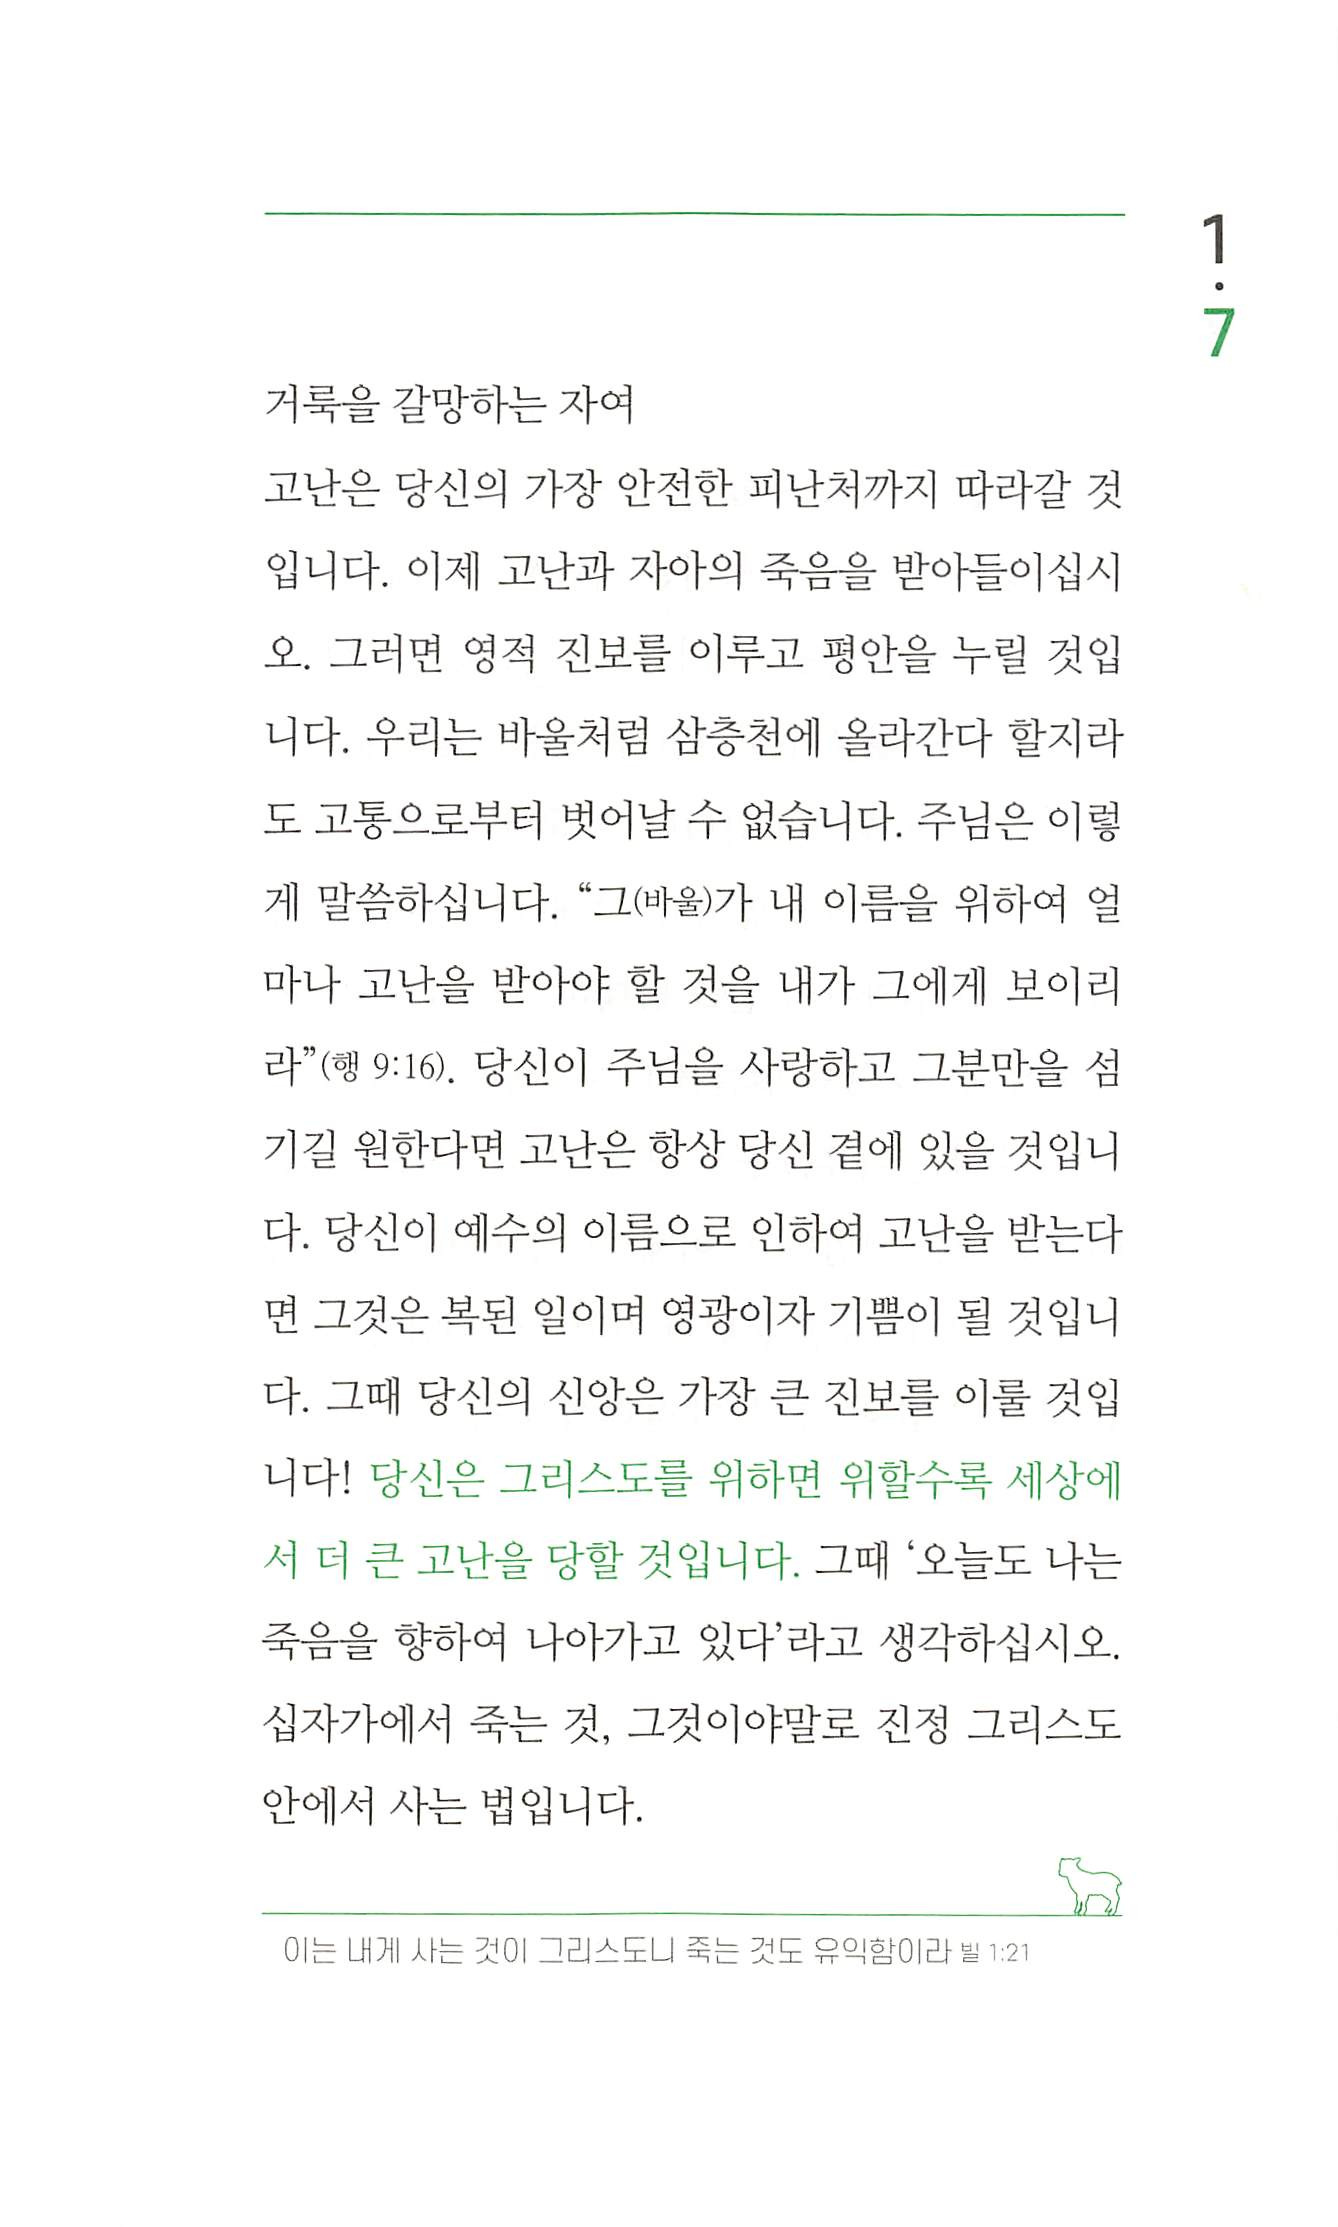 1
·
7
거룩을 갈망하는 자여
고난은 당신의 가장 안전한 피난처까지 따라갈 것
입니다. 이제 고난과 자아의 죽음을 받아들이십시
오. 그러면 영적 진보를 이루고 평안을 누릴 것입
니다. 우리는 바울처럼 삼층천에 올라간다 할지라
도 고통으로부터 벗어날 수 없습니다. 주님은 이렇
게 말씀하십니다. “그(바울)가 내 이름을 위하여 얼
마나 고난을 받아야 할 것을 내가 그에게 보이리
라”(행 9:16). 당신이 주님을 사랑하고 그분만을 섬
기길 원한다면 고난은 항상 당신 곁에 있을 것입니
다. 당신이 예수의 이름으로 인하여 고난을 받는다
면 그것은 복된 일이며 영광이자 기쁨이 될 것입니
다. 그때 당신의 신앙은 가장 큰 진보를 이룰 것입
니다! 당신은 그리스도를 위하면 위할수록 세상에
서 더 큰 고난을 당할 것입니다. 그때 ‘오늘도 나는
죽음을 향하여 나아가고 있다’라고 생각하십시오.
십자가에서 죽는 것, 그것이야말로 진정 그리스도
안에서 사는 법입니다.
이는 내게 사는 것이 그리스도니 죽는 것도 유익함이라 빌 1:21